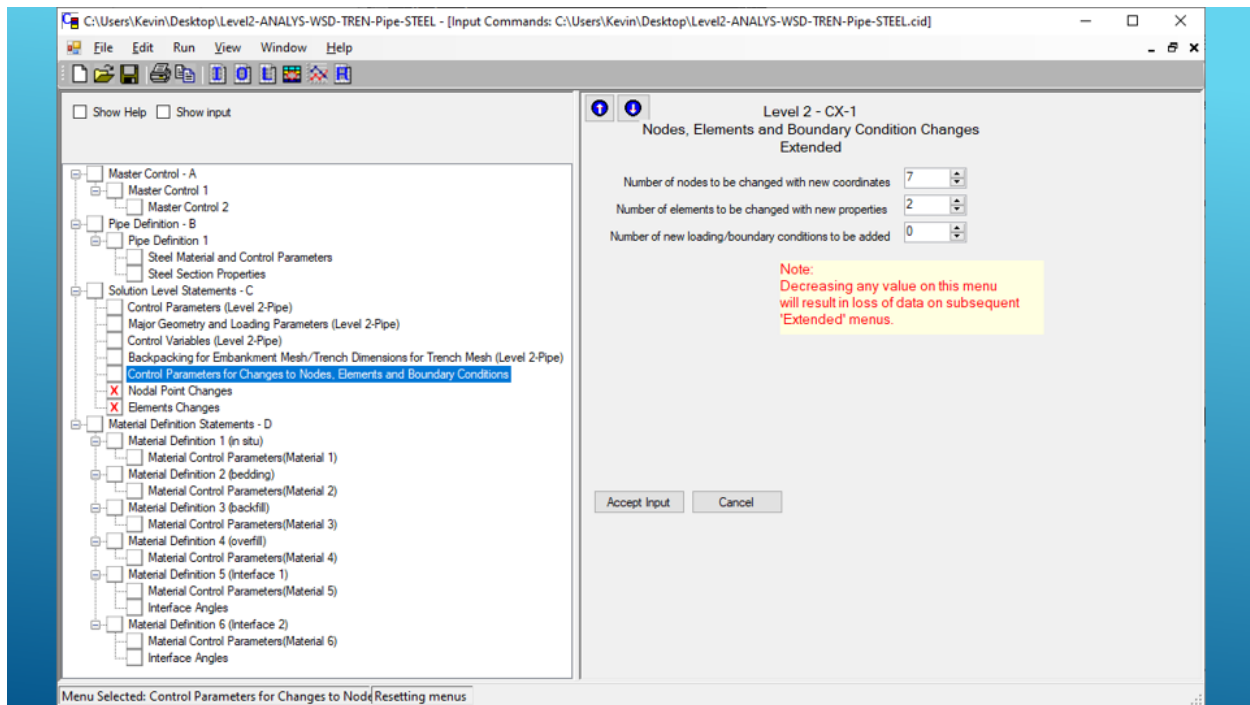 C:\Users\Kevin\Desktop\Level2-ANALYS-WSD-TREN-Pipe-STEEL - [Input Commands: C:\Users\Kevin\Desktop\Level2-ANALYS-WSD-TREN-Pipe-STEEL.cid]
File Edit Run View Window Help
Show Help Show input
Master Control - A
Master Control 1
Master Control 2
Pipe Definition - B
Pipe Definition 1
Steel Material and Control Parameters
Steel Section Properties
Solution Level Statements - C
Control Parameters (Level 2-Pipe)
Major Geometry and Loading Parameters (Level 2-Pipe)
Control Variables (Level 2-Pipe)
Backpacking for Embankment Mesh/Trench Dimensions for Trench Mesh (Level 2-Pipe)
Control Parameters for Changes to Nodes, Elements and Boundary Conditions
X Nodal Point Changes
X Elements Changes
Material Definition Statements - D
Material Definition 1 (in situ)
Material Control Parameters(Material 1)
Material Definition 2 (bedding)
Material Control Parameters(Material 2)
Material Definition 3 (backfill)
Material Control Parameters(Material 3)
Material Definition 4 (overfill)
Material Control Parameters(Material 4)
Material Definition 5 (Interface 1)
Material Control Parameters(Material 5)
Interface Angles
Material Definition 6 (Interface 2)
Material Control Parameters(Material 6)
Interface Angles
Level 2 - CX-1
Nodes, Elements and Boundary Condition Changes
Extended
Number of nodes to be changed with new coordinates 7
Number of elements to be changed with new properties 2
Number of new loading/boundary conditions to be added 0
Note:
Decreasing any value on this menu
will result in loss of data on subsequent
'Extended' menus.
Accept Input Cancel
Menu Selected: Control Parameters for Changes to Node Resetting menus